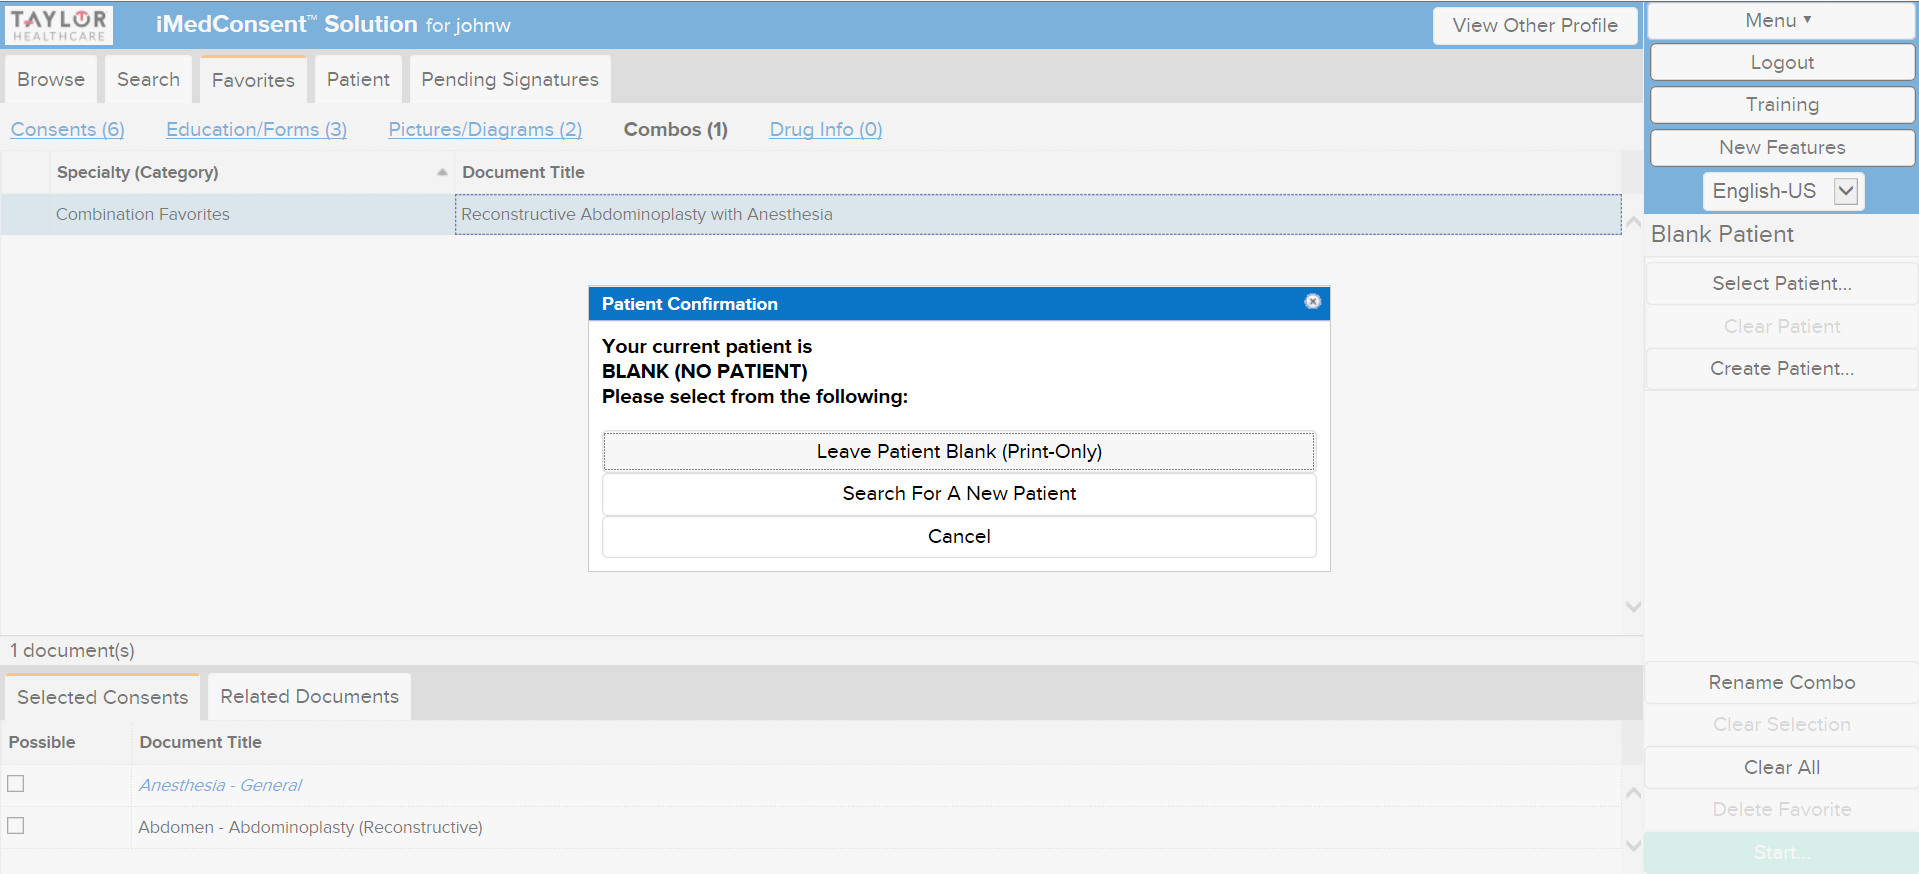 TAYLOR
HEALTHCARE
iMedConsent™ Solution for johnw
View Other Profile
Menu ▼
Logout
Training
New Features
English-US
Browse
Search
Favorites
Patient
Pending Signatures
Consents (6)
Education/Forms (3)
Pictures/Diagrams (2)
Combos (1)
Drug Info (0)
Specialty (Category)
Document Title
Combination Favorites
Reconstructive Abdominoplasty with Anesthesia
Blank Patient
Select Patient...
Clear Patient
Create Patient...
Patient Confirmation
Your current patient is
BLANK (NO PATIENT)
Please select from the following:
Leave Patient Blank (Print-Only)
Search For A New Patient
Cancel
1 document(s)
Selected Consents
Related Documents
Possible
Document Title
Anesthesia - General
Abdomen - Abdominoplasty (Reconstructive)
Rename Combo
Clear Selection
Clear All
Delete Favorite
Start...